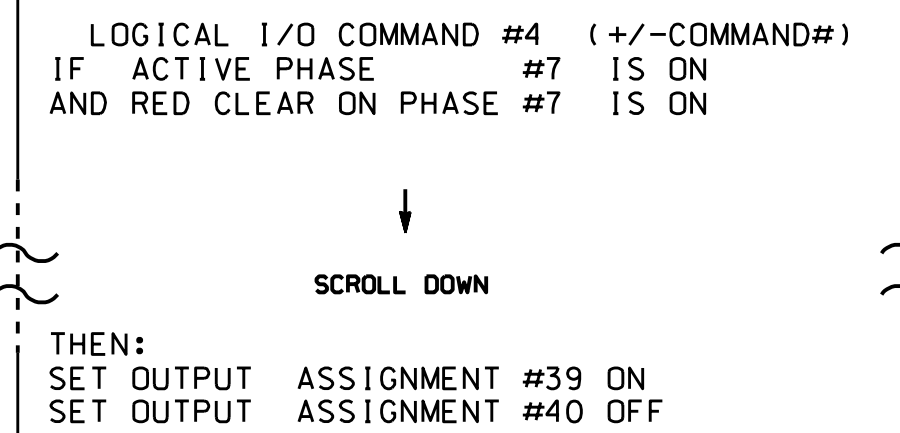 LOGICAL I/O COMMAND #4 (+/-COMMAND#)
IF ACTIVE PHASE #7 IS ON
AND RED CLEAR ON PHASE #7 IS ON
SCROLL DOWN
THEN:
SET OUTPUT ASSIGNMENT #39 ON
SET OUTPUT ASSIGNMENT #40 OFF